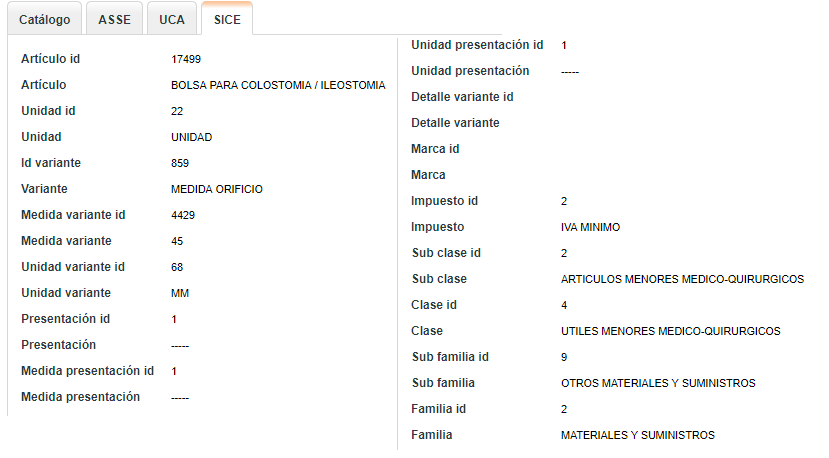 Catálogo ASSE UCA SICE
Artículo id 17499
Artículo BOLSA PARA COLOSTOMIA / ILEOSTOMIA
Unidad id 22
Unidad UNIDAD
Id variante 859
Variante MEDIDA ORIFICIO
Medida variante id 4429
Medida variante 45
Unidad variante id 68
Unidad variante MM
Presentación id 1
Presentación -----
Medida presentación id 1
Medida presentación -----
Unidad presentación id 1
Unidad presentación -----
Detalle variante id
Detalle variante
Marca id
Marca
Impuesto id 2
Impuesto IVA MINIMO
Sub clase id 2
Sub clase ARTICULOS MENORES MEDICO-QUIRURGICOS
Clase id 4
Clase UTILES MENORES MEDICO-QUIRURGICOS
Sub familia id 9
Sub familia OTROS MATERIALES Y SUMINISTROS
Familia id 2
Familia MATERIALES Y SUMINISTROS